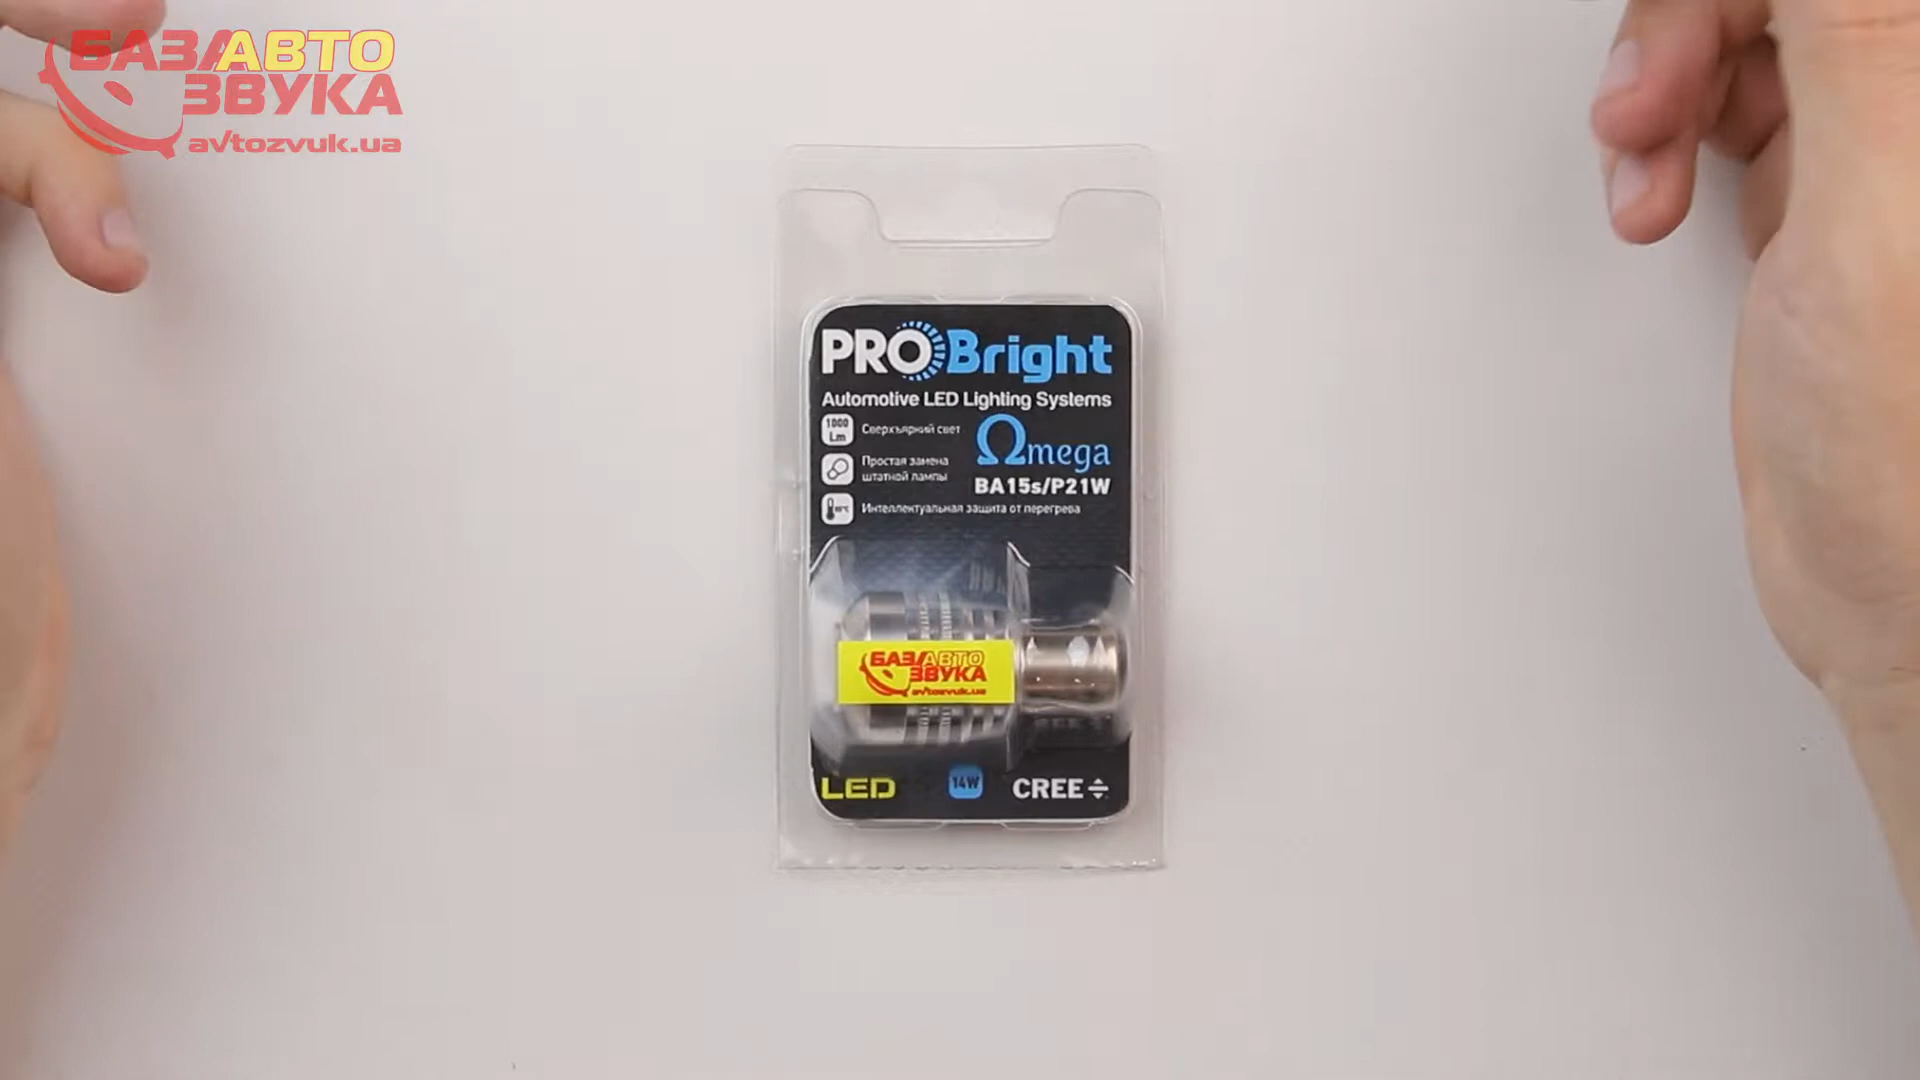 БАЗА АВТО
ЗВУКА
avtozvuk.ua
PRO Bright
Automotive LED Lighting Systems
1000
Lm
Сверхъяркий свет
Ωmega
Простая замена
штатной лампы
BA15s/P21W
Интеллектуальная защита от перегрева
БАЗА АВТО
ЗВУКА
avtozvuk.ua
LED
14W
CREE